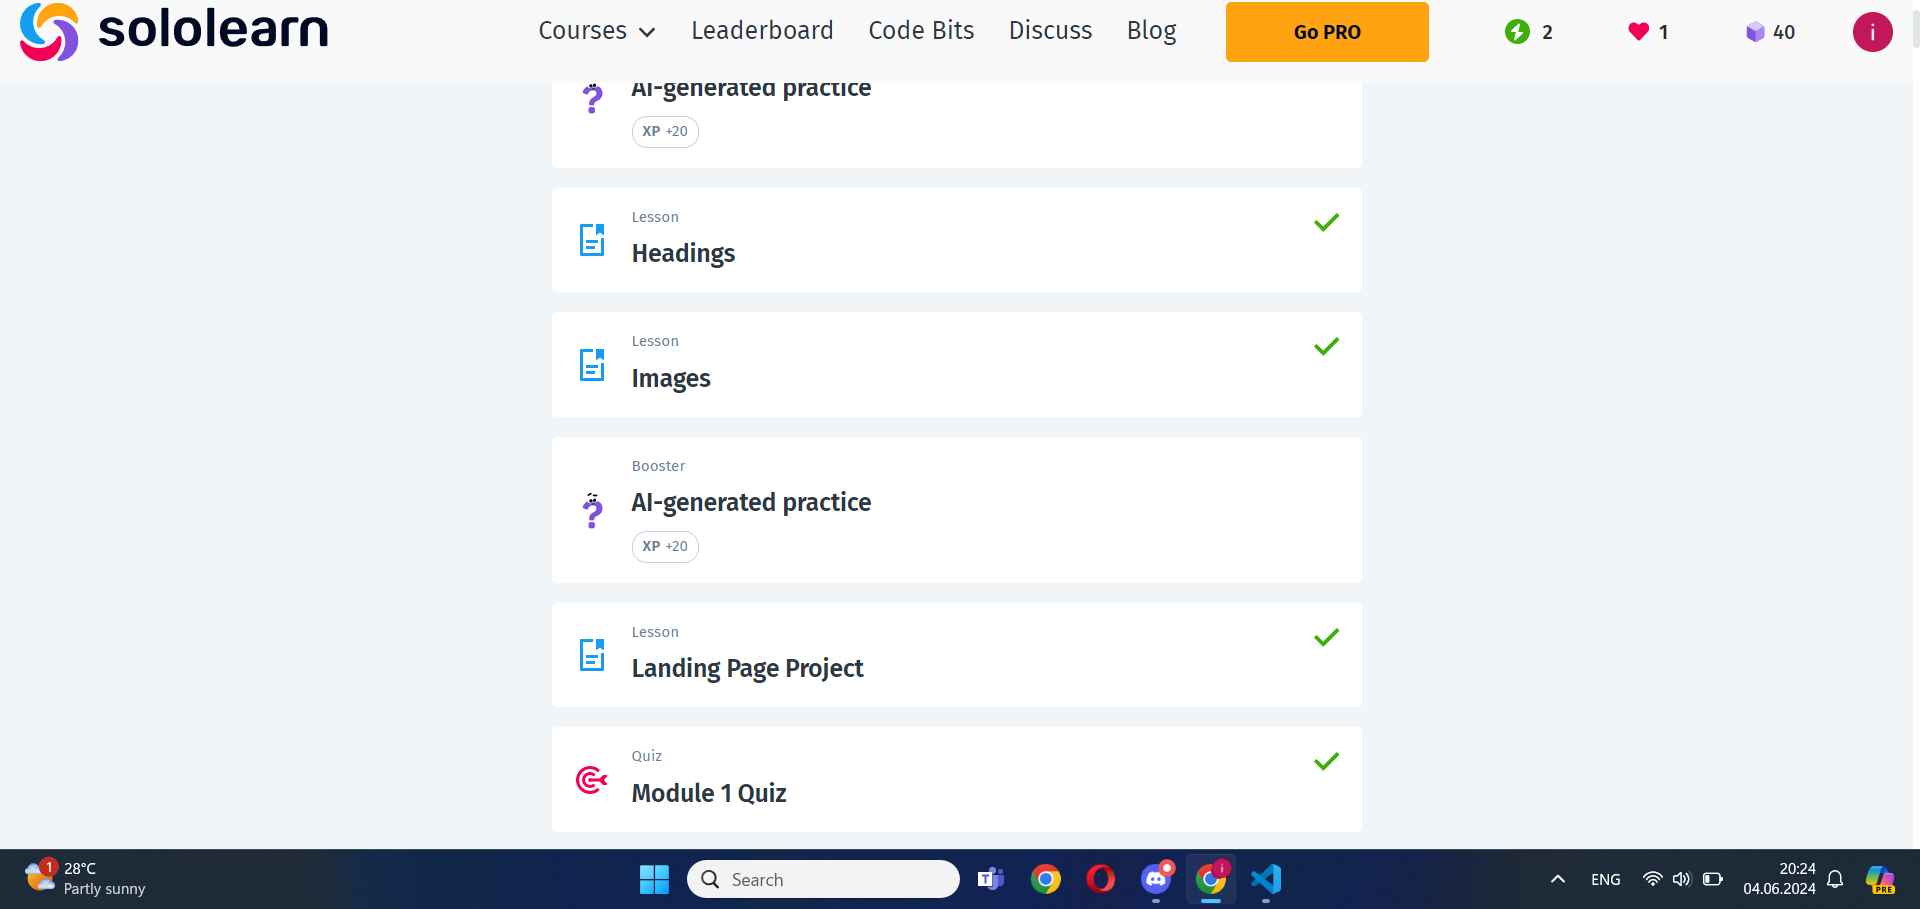 sololearn
Courses
Leaderboard
Code Bits
Discuss
Blog
Go PRO
2
1
40
i
AI-generated practice
XP +20
Lesson
Headings
Lesson
Images
Booster
AI-generated practice
XP +20
Lesson
Landing Page Project
Quiz
Module 1 Quiz
1
28°C
Partly sunny
Search
T
i
ENG
20:24
04.06.2024
PRE